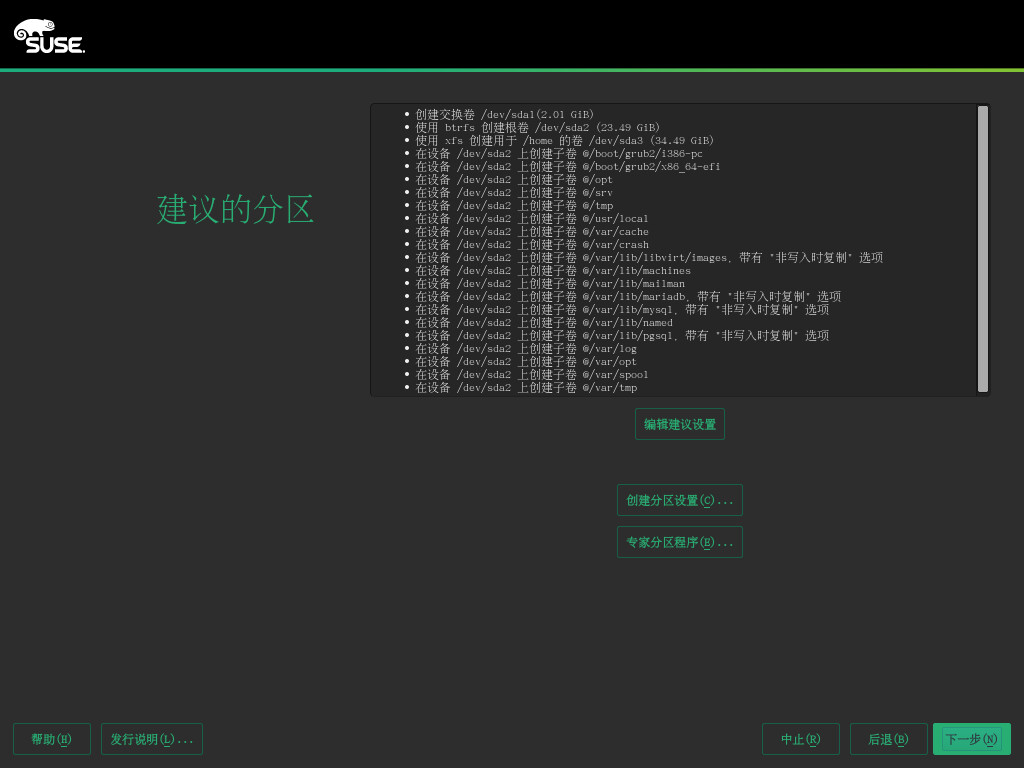 SUSE.
建议的分区
• 创建交换卷 /dev/sda1(2.01 GiB)
• 使用 btrfs 创建根卷 /dev/sda2 (23.49 GiB)
• 使用 xfs 创建用于 /home 的卷 /dev/sda3 (34.49 GiB)
• 在设备 /dev/sda2 上创建子卷 @/boot/grub2/i386-pc
• 在设备 /dev/sda2 上创建子卷 @/boot/grub2/x86_64-efi
• 在设备 /dev/sda2 上创建子卷 @/opt
• 在设备 /dev/sda2 上创建子卷 @/srv
• 在设备 /dev/sda2 上创建子卷 @/tmp
• 在设备 /dev/sda2 上创建子卷 @/usr/local
• 在设备 /dev/sda2 上创建子卷 @/var/cache
• 在设备 /dev/sda2 上创建子卷 @/var/crash
• 在设备 /dev/sda2 上创建子卷 @/var/lib/libvirt/images，带有 "非写入时复制" 选项
• 在设备 /dev/sda2 上创建子卷 @/var/lib/machines
• 在设备 /dev/sda2 上创建子卷 @/var/lib/mailman
• 在设备 /dev/sda2 上创建子卷 @/var/lib/mariadb，带有 "非写入时复制" 选项
• 在设备 /dev/sda2 上创建子卷 @/var/lib/mysql，带有 "非写入时复制" 选项
• 在设备 /dev/sda2 上创建子卷 @/var/lib/named
• 在设备 /dev/sda2 上创建子卷 @/var/lib/pgsql，带有 "非写入时复制" 选项
• 在设备 /dev/sda2 上创建子卷 @/var/log
• 在设备 /dev/sda2 上创建子卷 @/var/opt
• 在设备 /dev/sda2 上创建子卷 @/var/spool
• 在设备 /dev/sda2 上创建子卷 @/var/tmp
编辑建议设置
创建分区设置(C)...
专家分区程序(E)...
帮助(H) 发行说明(L)... 中止(R) 后退(B) 下一步(N)